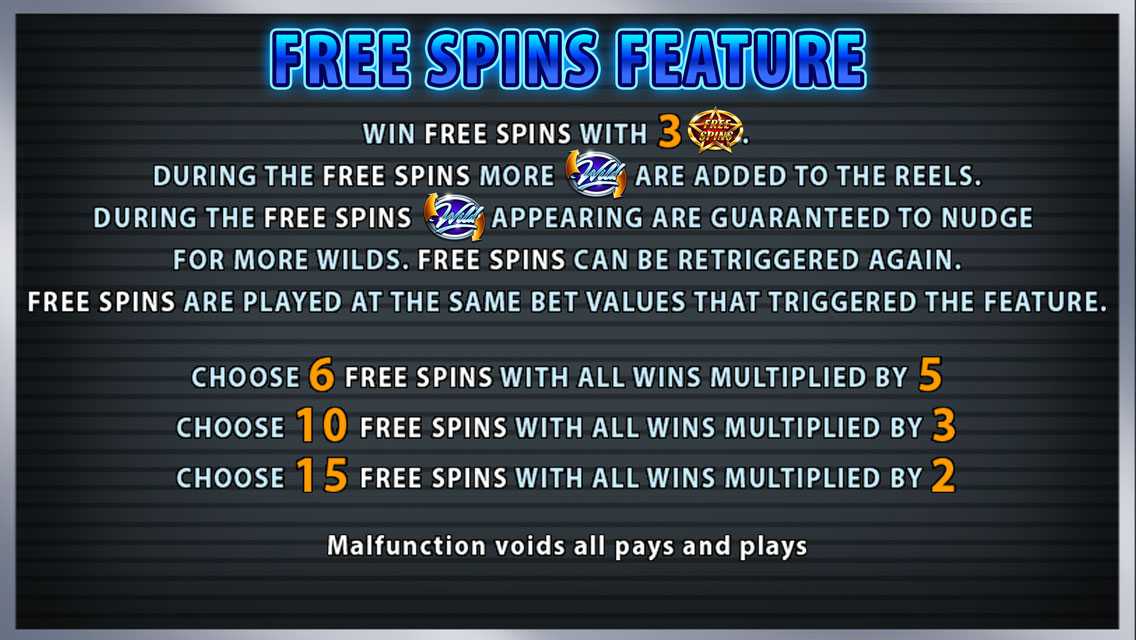 FREE SPINS FEATURE
WIN FREE SPINS WITH 3 FREE SPINS.
DURING THE FREE SPINS MORE Wild ARE ADDED TO THE REELS.
DURING THE FREE SPINS Wild APPEARING ARE GUARANTEED TO NUDGE
FOR MORE WILDS. FREE SPINS CAN BE RETRIGGERED AGAIN.
FREE SPINS ARE PLAYED AT THE SAME BET VALUES THAT TRIGGERED THE FEATURE.
CHOOSE 6 FREE SPINS WITH ALL WINS MULTIPLIED BY 5
CHOOSE 10 FREE SPINS WITH ALL WINS MULTIPLIED BY 3
CHOOSE 15 FREE SPINS WITH ALL WINS MULTIPLIED BY 2
Malfunction voids all pays and plays